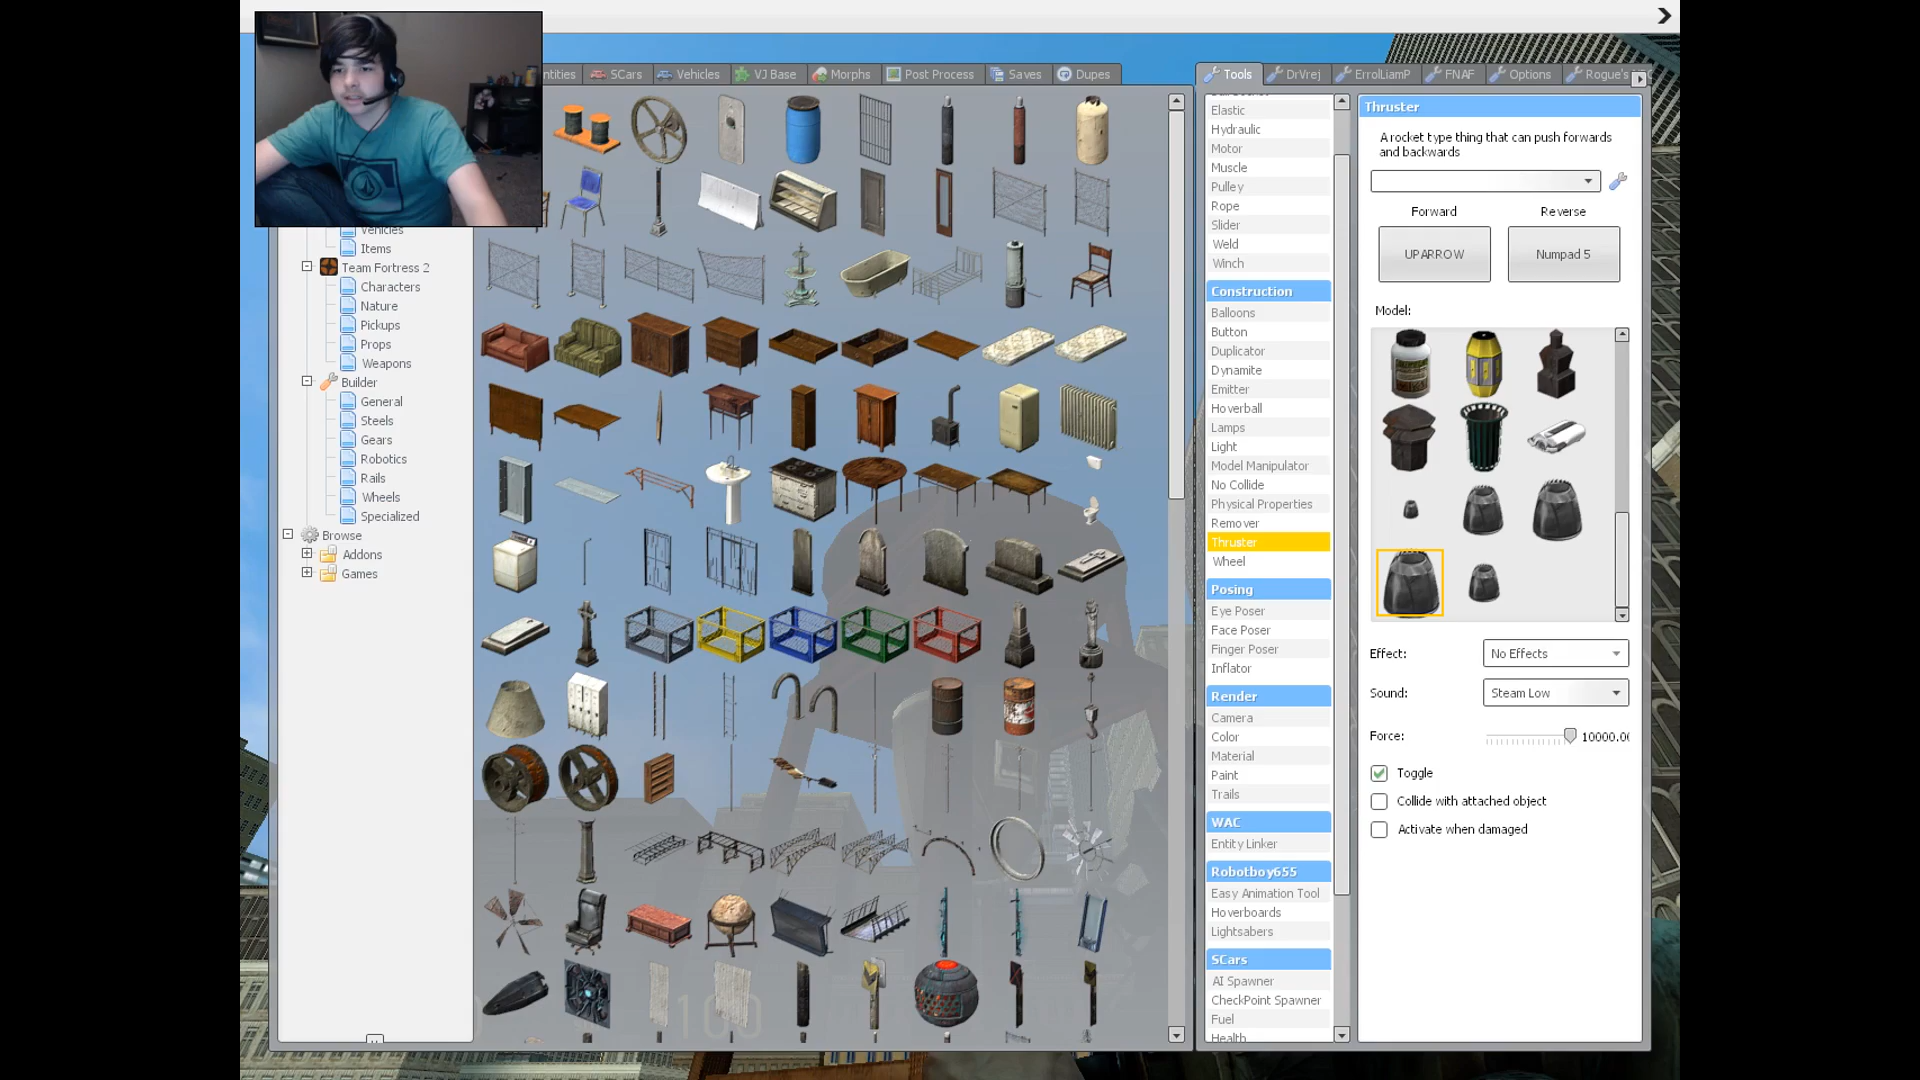 ntities
SCars
Vehicles
VJ Base
Morphs
Post Process
Saves
Dupes
Vehicles
Items
Team Fortress 2
Characters
Nature
Pickups
Props
Weapons
Builder
General
Steels
Gears
Robotics
Rails
Wheels
Specialized
Browse
Addons
Games
100
Tools
DrVrej
ErrolLiamP
FNAF
Options
Rogue's
Elastic
Hydraulic
Motor
Muscle
Pulley
Rope
Slider
Weld
Winch
Construction
Balloons
Button
Duplicator
Dynamite
Emitter
Hoverball
Lamps
Light
Model Manipulator
No Collide
Physical Properties
Remover
Thruster
Wheel
Posing
Eye Poser
Face Poser
Finger Poser
Inflator
Render
Camera
Color
Material
Paint
Trails
WAC
Entity Linker
Robotboy655
Easy Animation Tool
Hoverboards
Lightsabers
SCars
AI Spawner
CheckPoint Spawner
Fuel
Health
Thruster
A rocket type thing that can push forwards
and backwards
Forward
Reverse
UPARROW
Numpad 5
Model:
Effect:
No Effects
Sound:
Steam Low
Force:
10000.00
Toggle
Collide with attached object
Activate when damaged